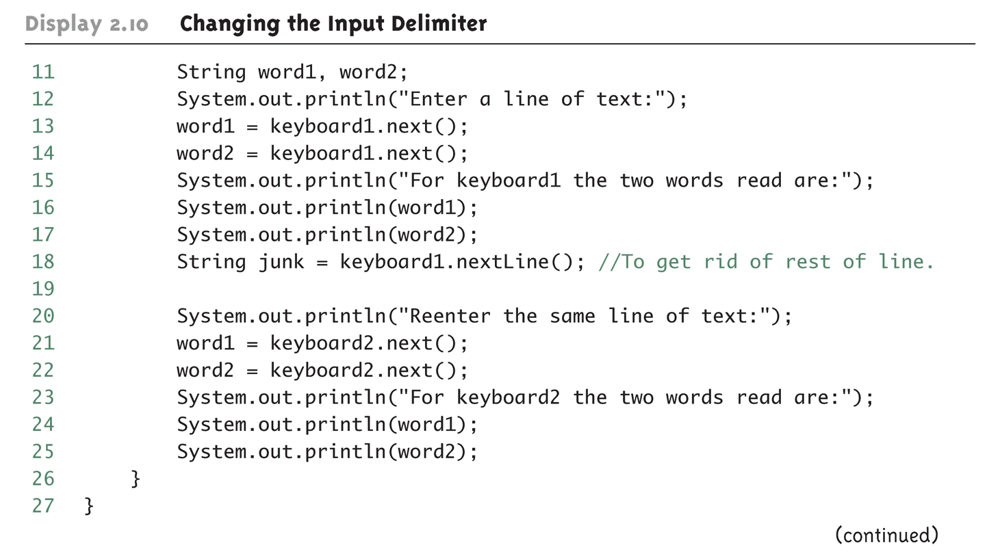 Display 2.10 Changing the Input Delimiter
11 String word1, word2;
12 System.out.println("Enter a line of text:");
13 word1 = keyboard1.next();
14 word2 = keyboard1.next();
15 System.out.println("For keyboard1 the two words read are:");
16 System.out.println(word1);
17 System.out.println(word2);
18 String junk = keyboard1.nextLine(); //To get rid of rest of line.
19
20 System.out.println("Reenter the same line of text:");
21 word1 = keyboard2.next();
22 word2 = keyboard2.next();
23 System.out.println("For keyboard2 the two words read are:");
24 System.out.println(word1);
25 System.out.println(word2);
26 }
27 }
(continued)